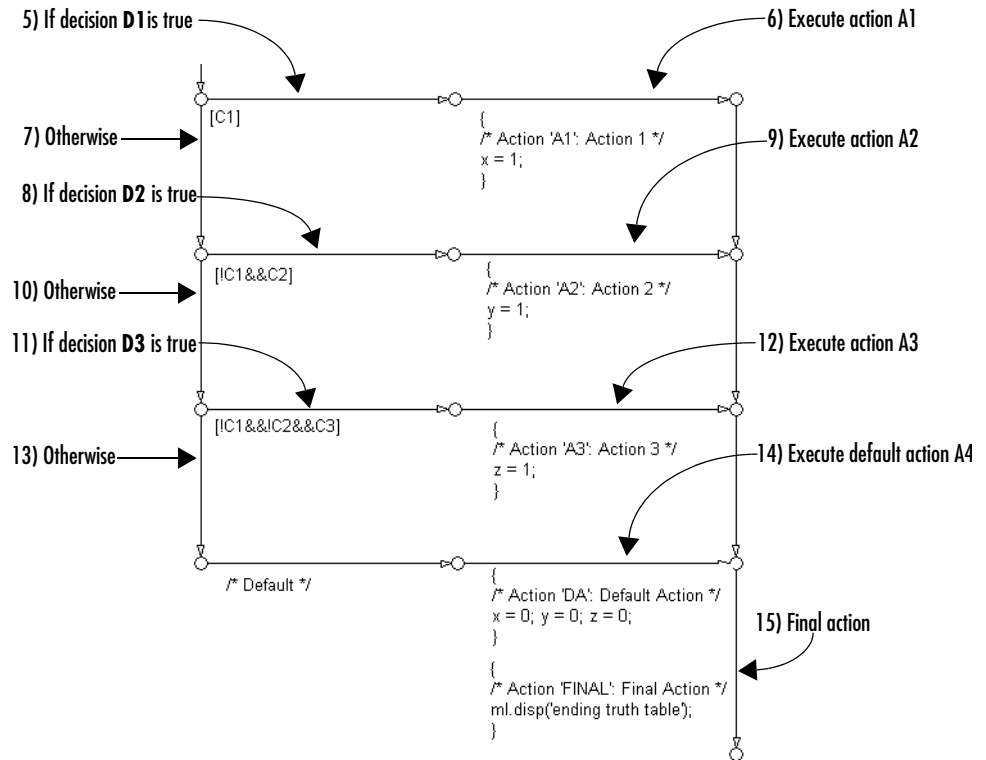 5) If decision D1is true
6) Execute action A1
[C1]
{
/* Action 'A1': Action 1 */
x = 1;
}
7) Otherwise
9) Execute action A2
8) If decision D2 is true
[!C1&&C2]
{
/* Action 'A2': Action 2 */
y = 1;
}
10) Otherwise
11) If decision D3 is true
12) Execute action A3
[!C1&&!C2&&C3]
{
/* Action 'A3': Action 3 */
z = 1;
}
13) Otherwise
14) Execute default action A4
/* Default */
{
/* Action 'DA': Default Action */
x = 0; y = 0; z = 0;
}
15) Final action
{
/* Action 'FINAL': Final Action */
ml.disp('ending truth table');
}